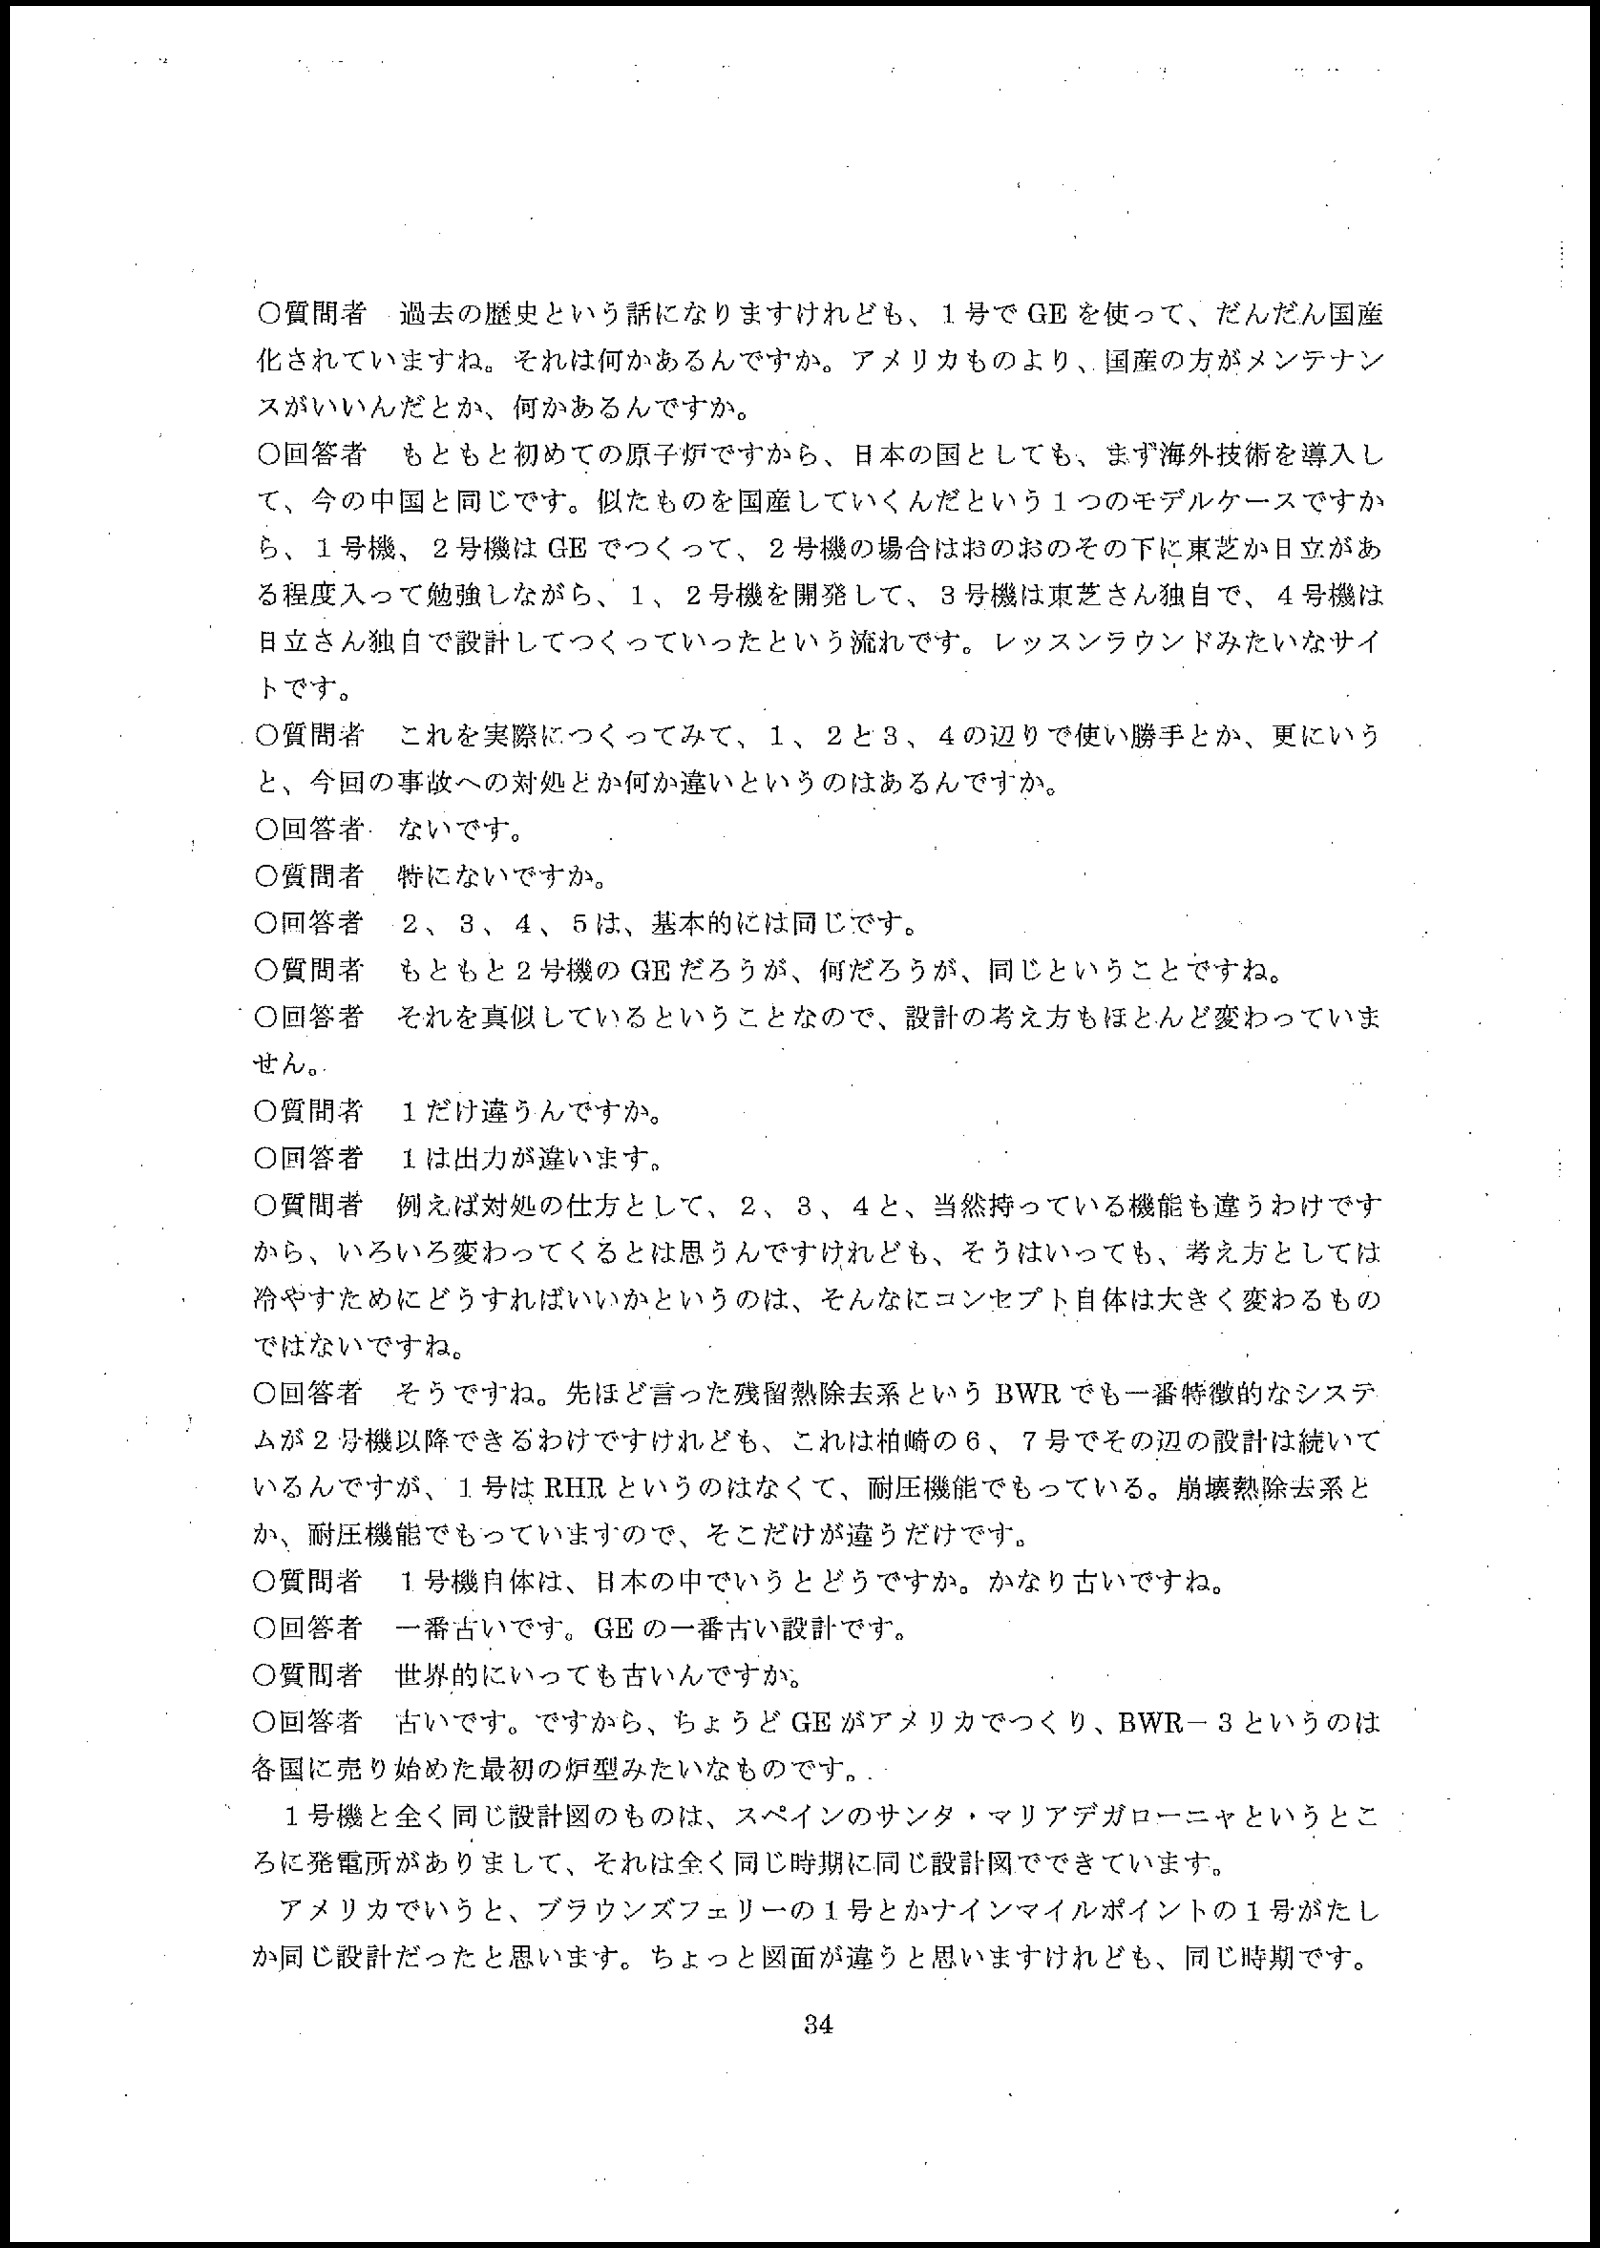 ○質問者　過去の歴史という話になりますけれども、１号で GE を使って、だんだん国産
化されていますね。それは何かあるんですか。アメリカものより、国産の方がメンテナン
スがいいんだとか、何かあるんですか。
○回答者　もともと初めての原子炉ですから、日本の国としても、まず海外技術を導入し
て、今の中国と同じです。似たものを国産していくんだという１つのモデルケースですか
ら、１号機、２号機は GE でつくって、２号機の場合はおのおのその下に東芝か日立があ
る程度入って勉強しながら、１、２号機を開発して、３号機は東芝さん独自で、４号機は
日立さん独自で設計してつくっていったという流れです。レッスンラウンドみたいなサイ
トです。
○質問者　これを実際につくってみて、１、２と３、４の辺りで使い勝手とか、更にいう
と、今回の事故への対処とか何か違いというのはあるんですか。
○回答者　ないです。
○質問者　特にないですか。
○回答者　２、３、４、５は、基本的には同じです。
○質問者　もともと２号機の GE だろうが、何だろうが、同じということですね。
○回答者　それを真似しているということなので、設計の考え方もほとんど変わっていま
せん。
○質問者　１だけ違うんですか。
○回答者　１は出力が違います。
○質問者　例えば対処の仕方として、２、３、４と、当然持っている機能も違うわけです
から、いろいろ変わってくるとは思うんですけれども、そうはいっても、考え方としては
冷やすためにどうすればいいかというのは、そんなにコンセプト自体は大きく変わるもの
ではないですね。
○回答者　そうですね。先ほど言った残留熱除去系という BWR でも一番特徴的なシステ
ムが２号機以降できるわけですけれども、これは柏崎の６、７号でその辺の設計は続いて
いるんですが、１号は RHR というのはなくて、耐圧機能でもっている。崩壊熱除去系と
か、耐圧機能でもっていますので、そこだけが違うだけです。
○質問者　１号機自体は、日本の中でいうとどうですか。かなり古いですね。
○回答者　一番古いです。GE の一番古い設計です。
○質問者　世界的にいっても古いんですか。
○回答者　古いです。ですから、ちょうど GE がアメリカでつくり、BWR－３というのは
各国に売り始めた最初の炉型みたいなものです。
　１号機と全く同じ設計図のものは、スペインのサンタ・マリアデガローニャというとこ
ろに発電所がありまして、それは全く同じ時期に同じ設計図でできています。
　アメリカでいうと、ブラウンズフェリーの１号とかナインマイルポイントの１号がたし
か同じ設計だったと思います。ちょっと図面が違うと思いますけれども、同じ時期です。
34